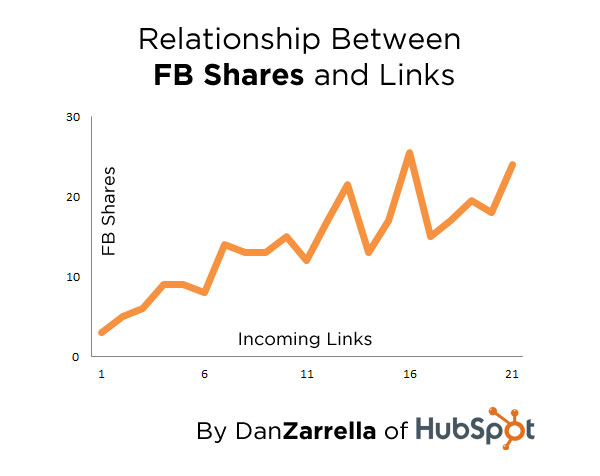 Relationship Between
FB Shares and Links
30
20
10
0
FB Shares
Incoming Links
1 6 11 16 21
By DanZarrella of HubSpot